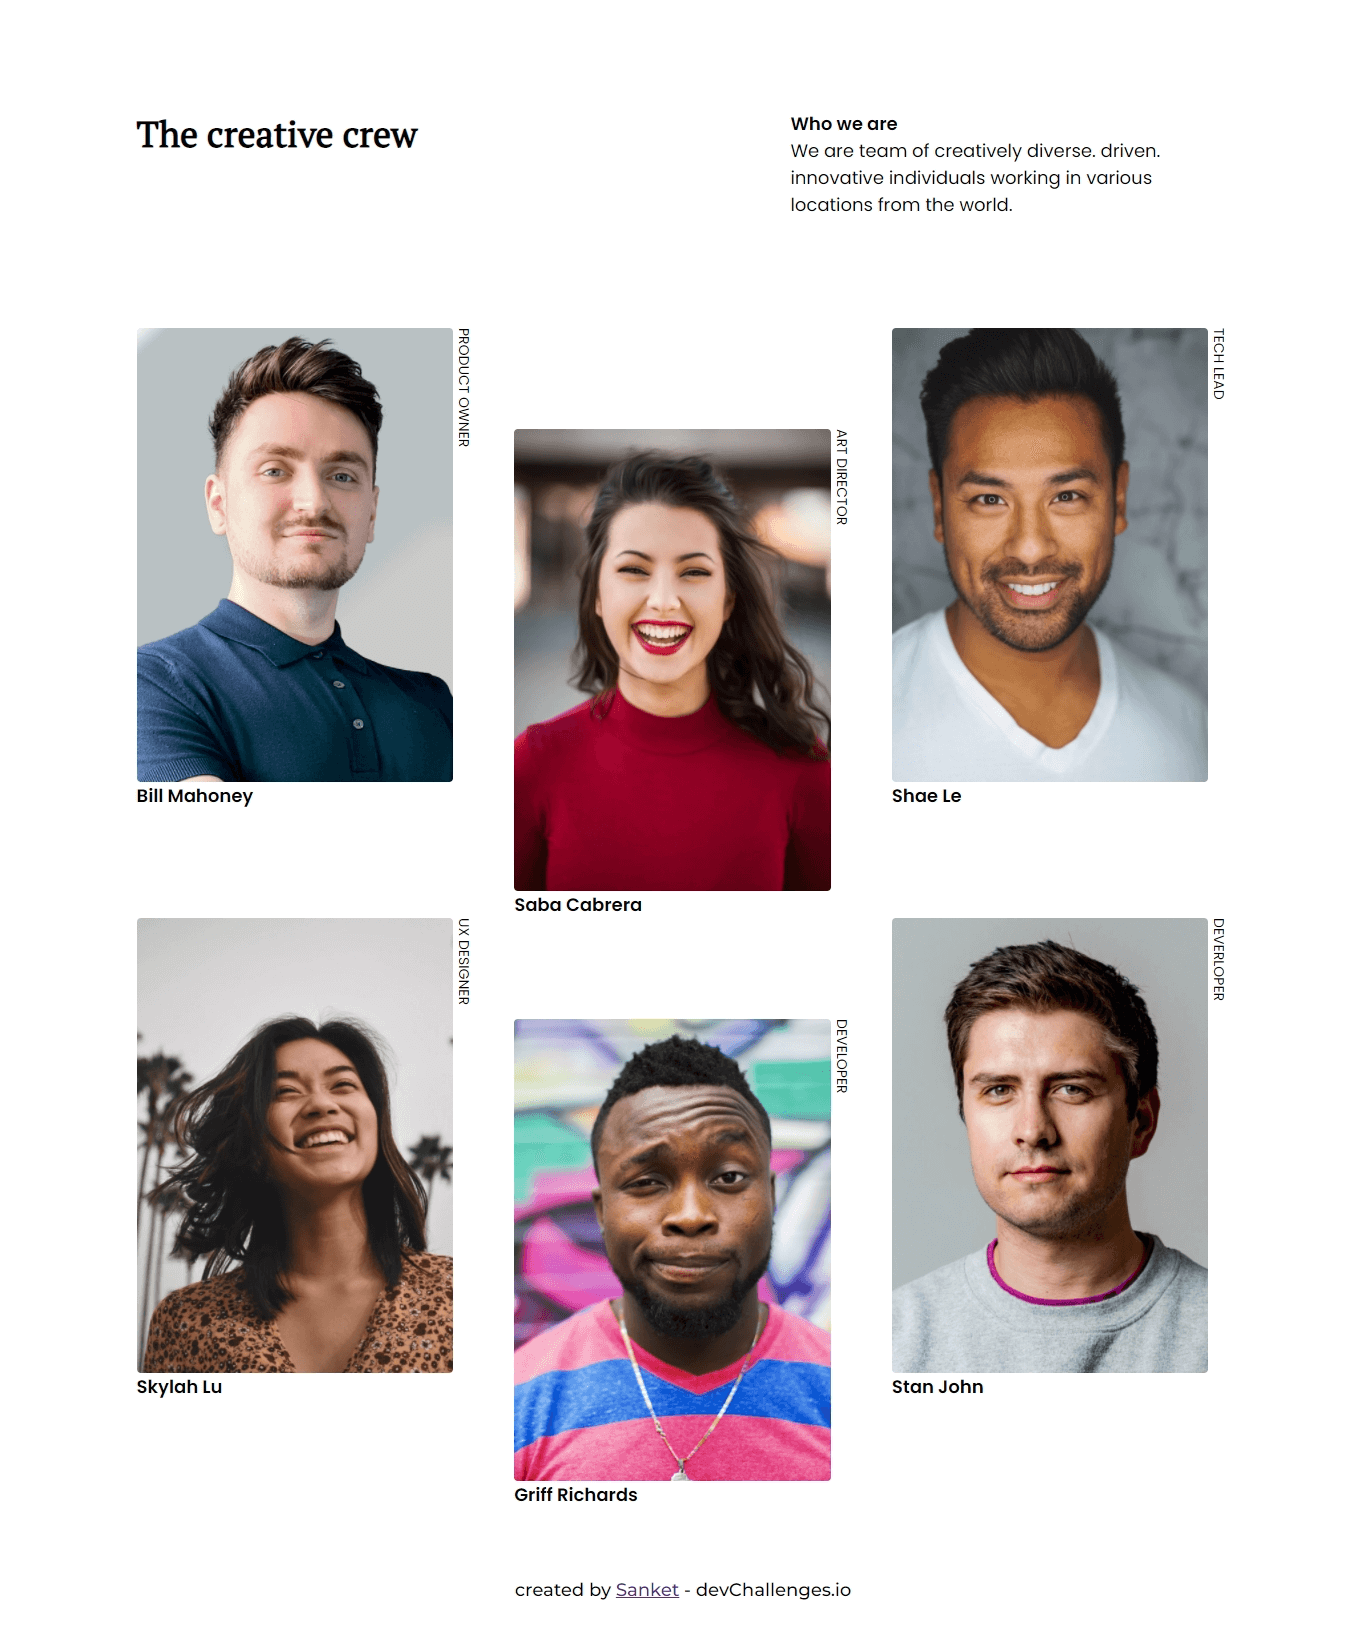 The creative crew
Who we are
We are team of creatively diverse. driven.
innovative individuals working in various
locations from the world.
PRODUCT OWNER
Bill Mahoney
ART DIRECTOR
Saba Cabrera
TECH LEAD
Shae Le
UX DESIGNER
Skylah Lu
DEVELOPER
Griff Richards
DEVERLOPER
Stan John
created by Sanket - devChallenges.io